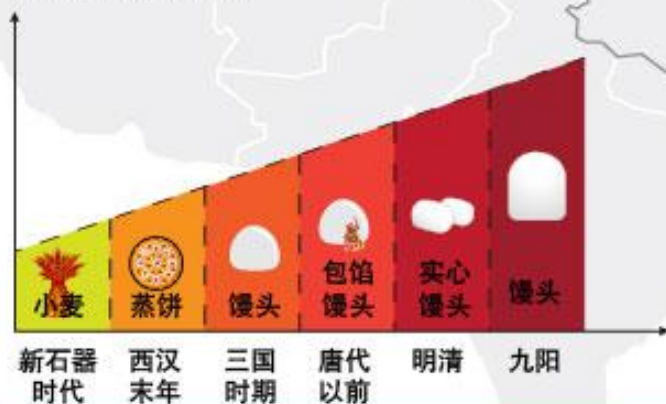 小麦
蒸饼
馒头
包馅
馒头
实心
馒头
馒头
新石器
时代
西汉
末年
三国
时期
唐代
以前
明清
九阳